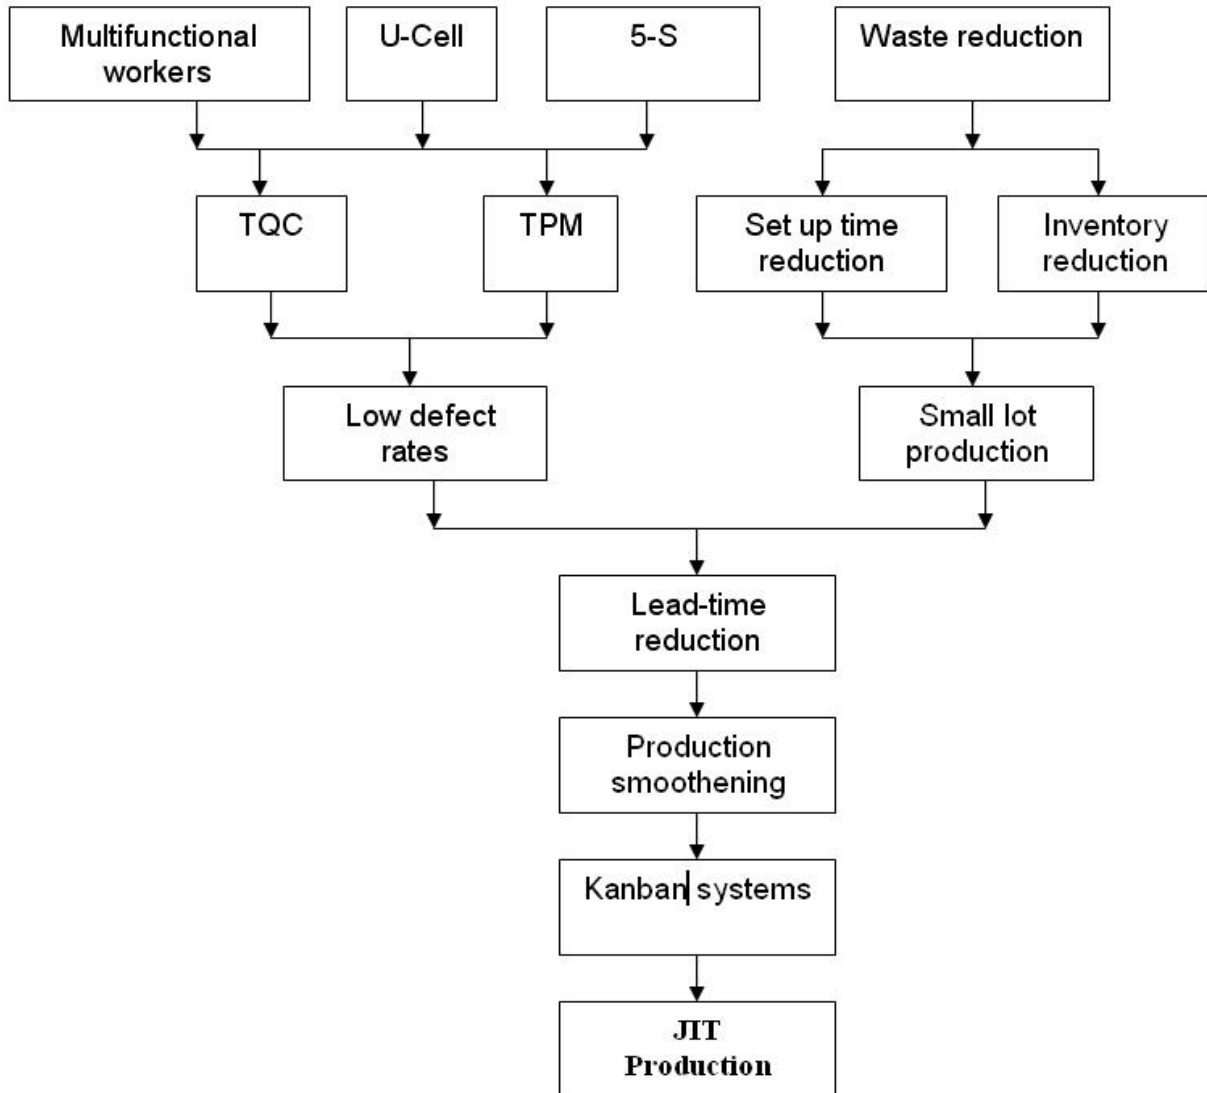 Multifunctional
workers
U-Cell
5-S
Waste reduction
TQC
TPM
Set up time
reduction
Inventory
reduction
Low defect
rates
Small lot
production
Lead-time
reduction
Production
smoothening
Kanban systems
JIT
Production